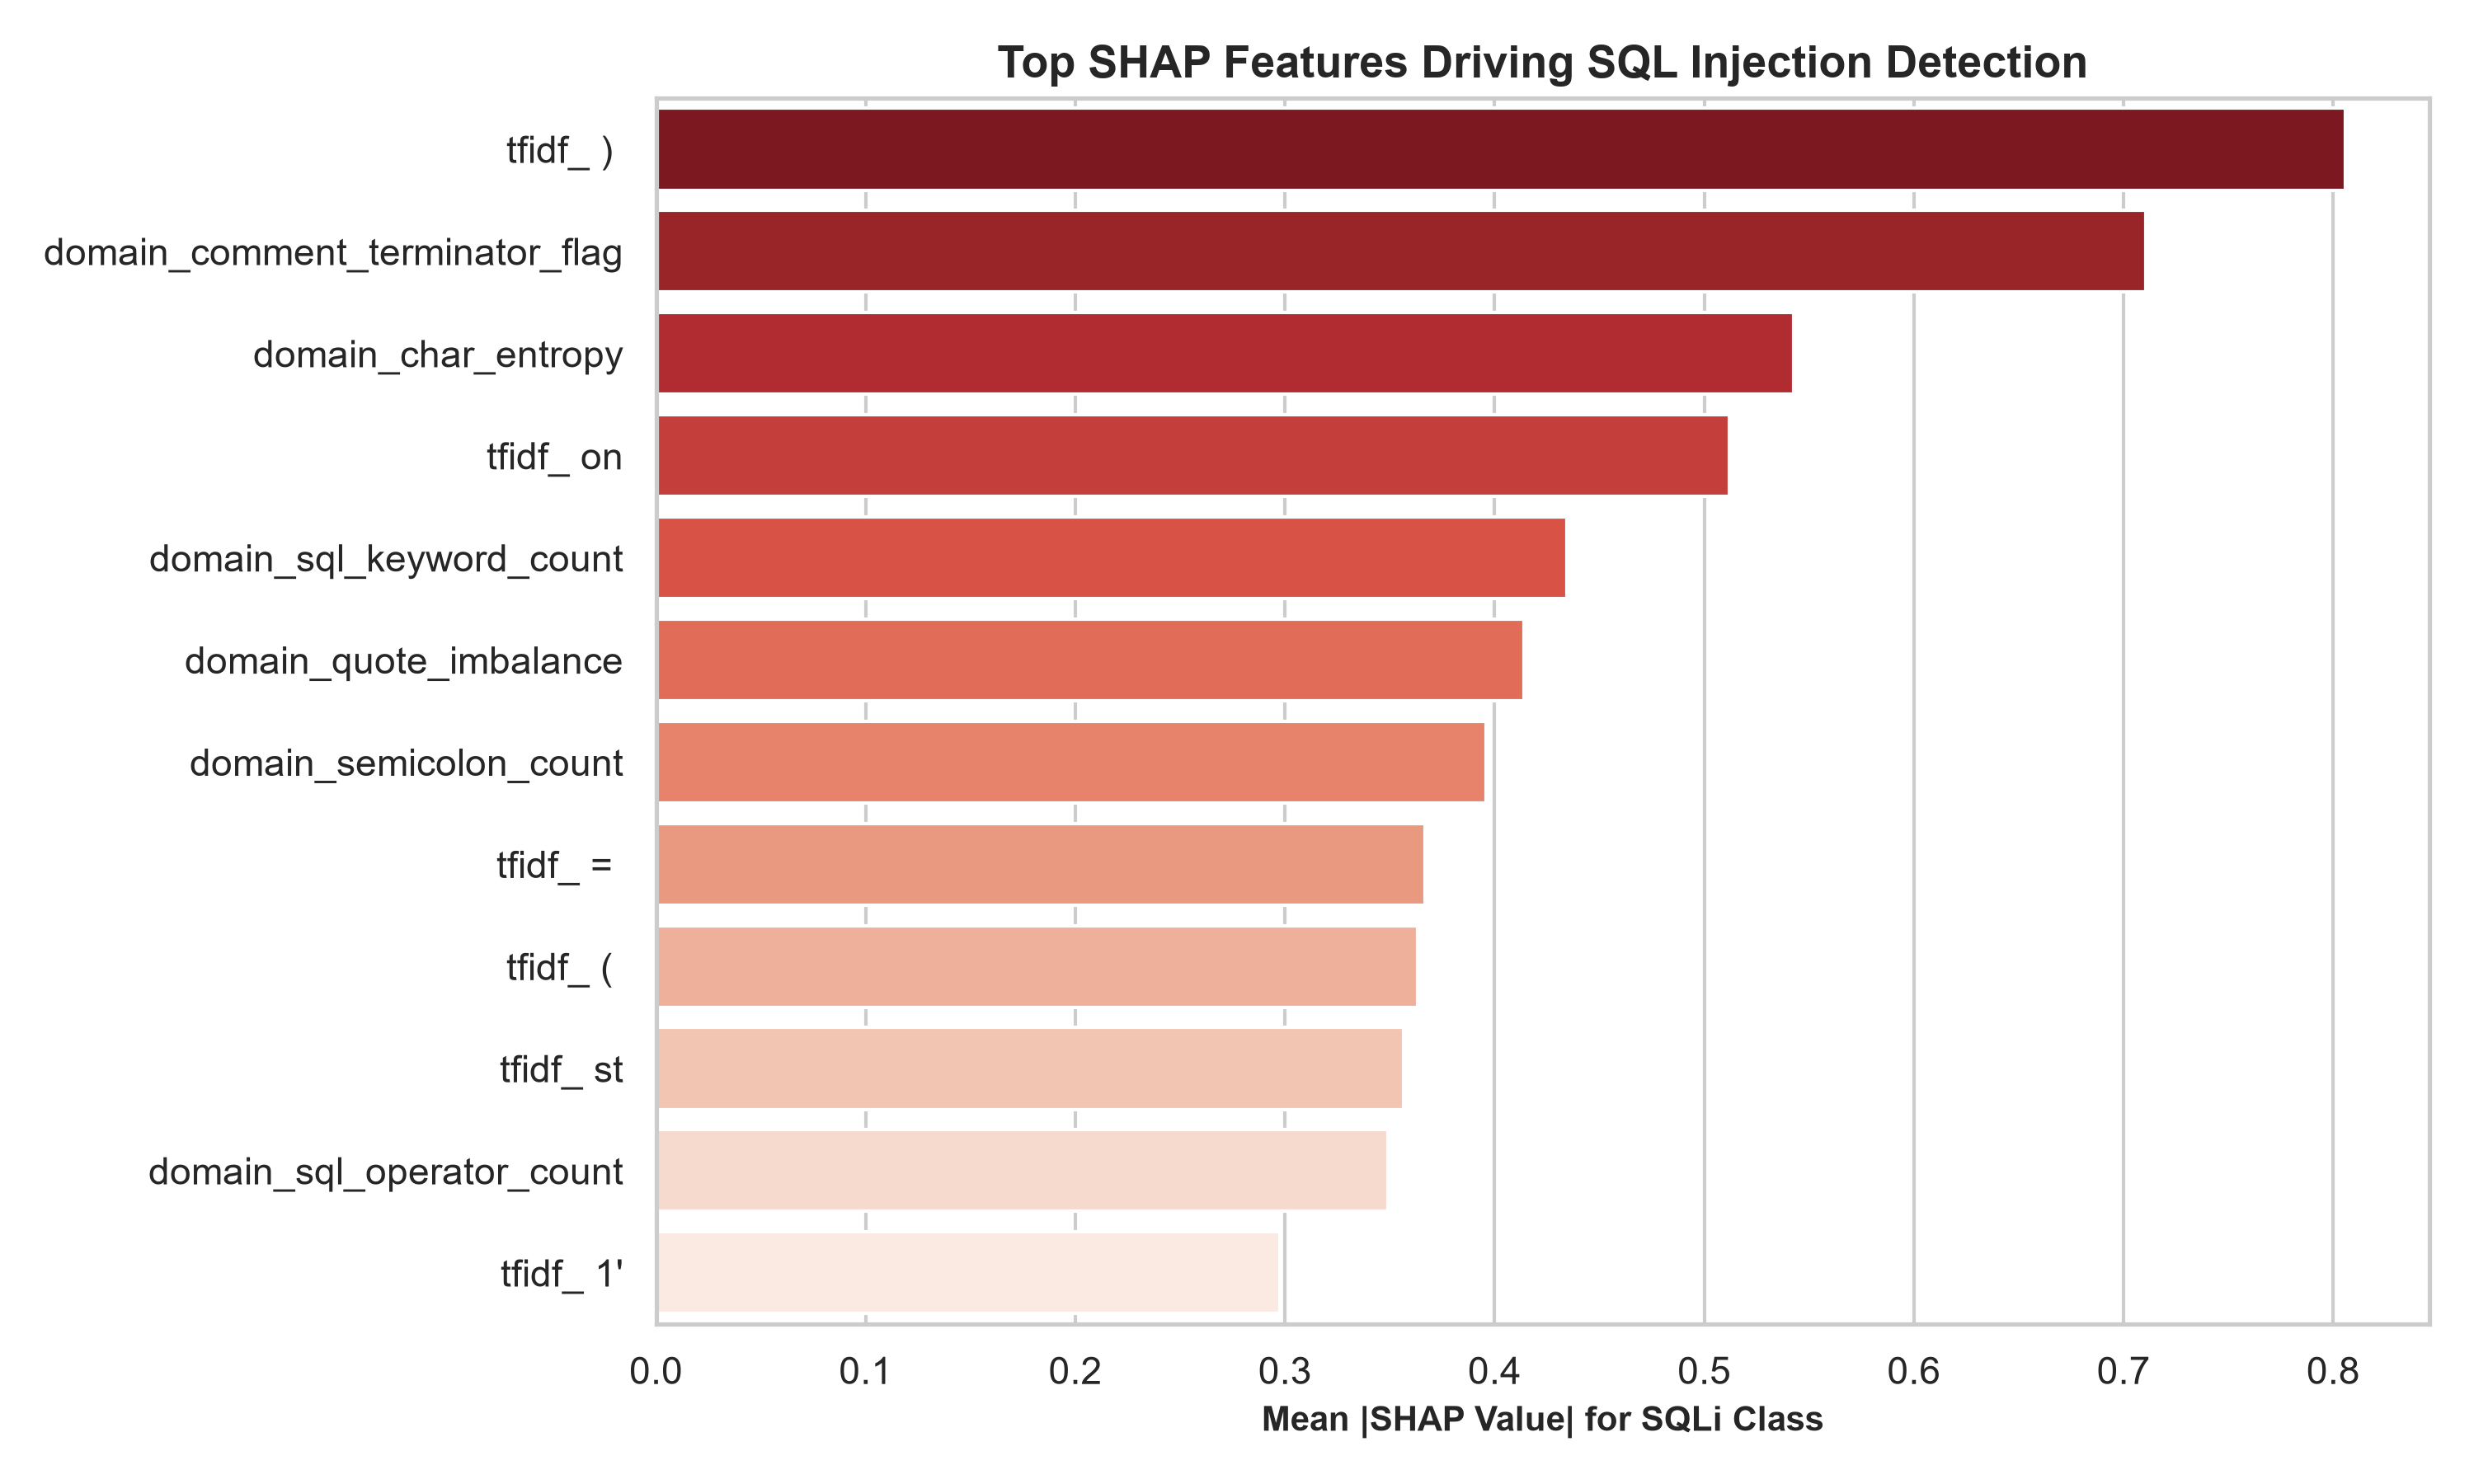 Top SHAP Features Driving SQL Injection Detection
tfidf_ )
domain_comment_terminator_flag
domain_char_entropy
tfidf_ on
domain_sql_keyword_count
domain_quote_imbalance
domain_semicolon_count
tfidf_ =
tfidf_ (
tfidf_ st
domain_sql_operator_count
tfidf_ 1'
0.0 0.1 0.2 0.3 0.4 0.5 0.6 0.7 0.8
Mean |SHAP Value| for SQLi Class